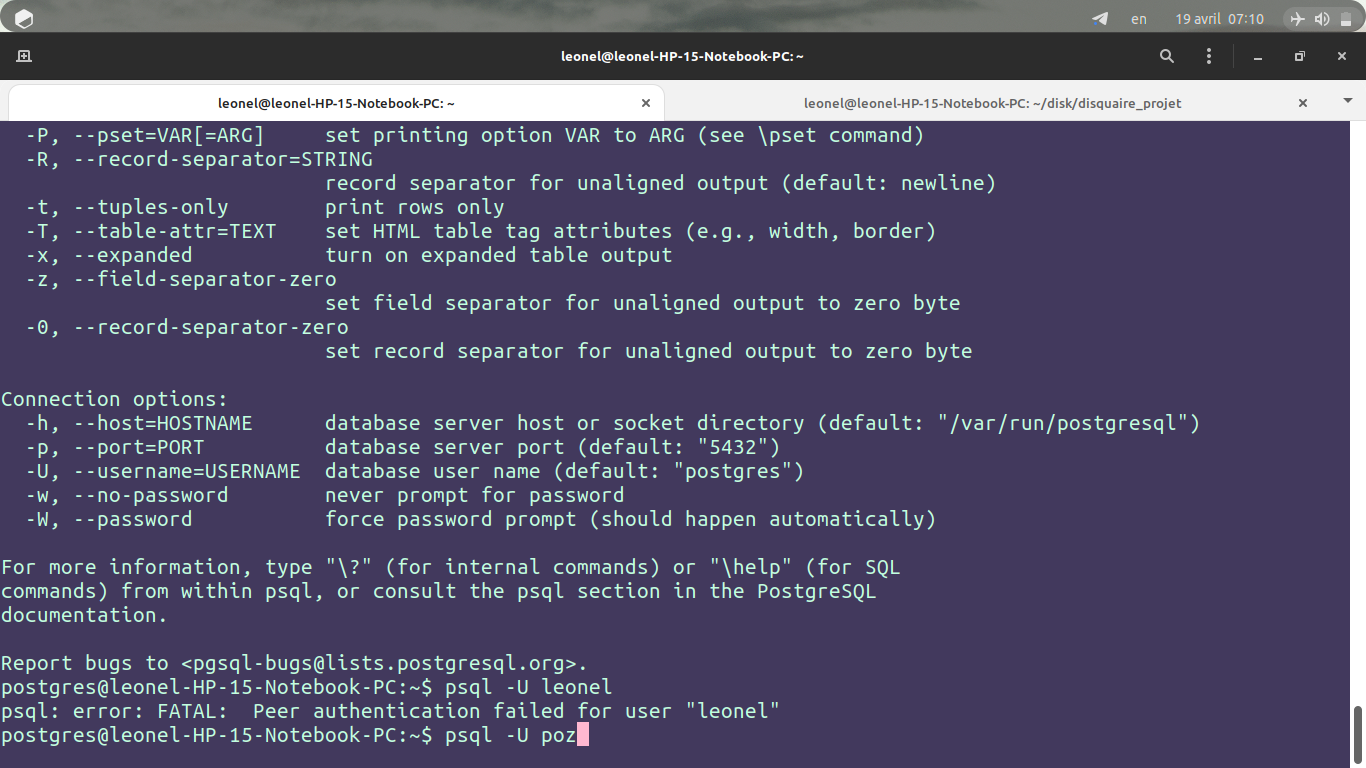 en 19 avril 07:10
leonel@leonel-HP-15-Notebook-PC: ~
leonel@leonel-HP-15-Notebook-PC: ~ leonel@leonel-HP-15-Notebook-PC: ~/disk/disquaire_projet
-P, --pset=VAR[=ARG] set printing option VAR to ARG (see \pset command)
-R, --record-separator=STRING
record separator for unaligned output (default: newline)
-t, --tuples-only print rows only
-T, --table-attr=TEXT set HTML table tag attributes (e.g., width, border)
-x, --expanded turn on expanded table output
-z, --field-separator-zero
set field separator for unaligned output to zero byte
-0, --record-separator-zero
set record separator for unaligned output to zero byte
Connection options:
-h, --host=HOSTNAME database server host or socket directory (default: "/var/run/postgresql")
-p, --port=PORT database server port (default: "5432")
-U, --username=USERNAME database user name (default: "postgres")
-w, --no-password never prompt for password
-W, --password force password prompt (should happen automatically)
For more information, type "\?" (for internal commands) or "\help" (for SQL
commands) from within psql, or consult the psql section in the PostgreSQL
documentation.
Report bugs to <pgsql-bugs@lists.postgresql.org>.
postgres@leonel-HP-15-Notebook-PC:~$ psql -U leonel
psql: error: FATAL:  Peer authentication failed for user "leonel"
postgres@leonel-HP-15-Notebook-PC:~$ psql -U poz